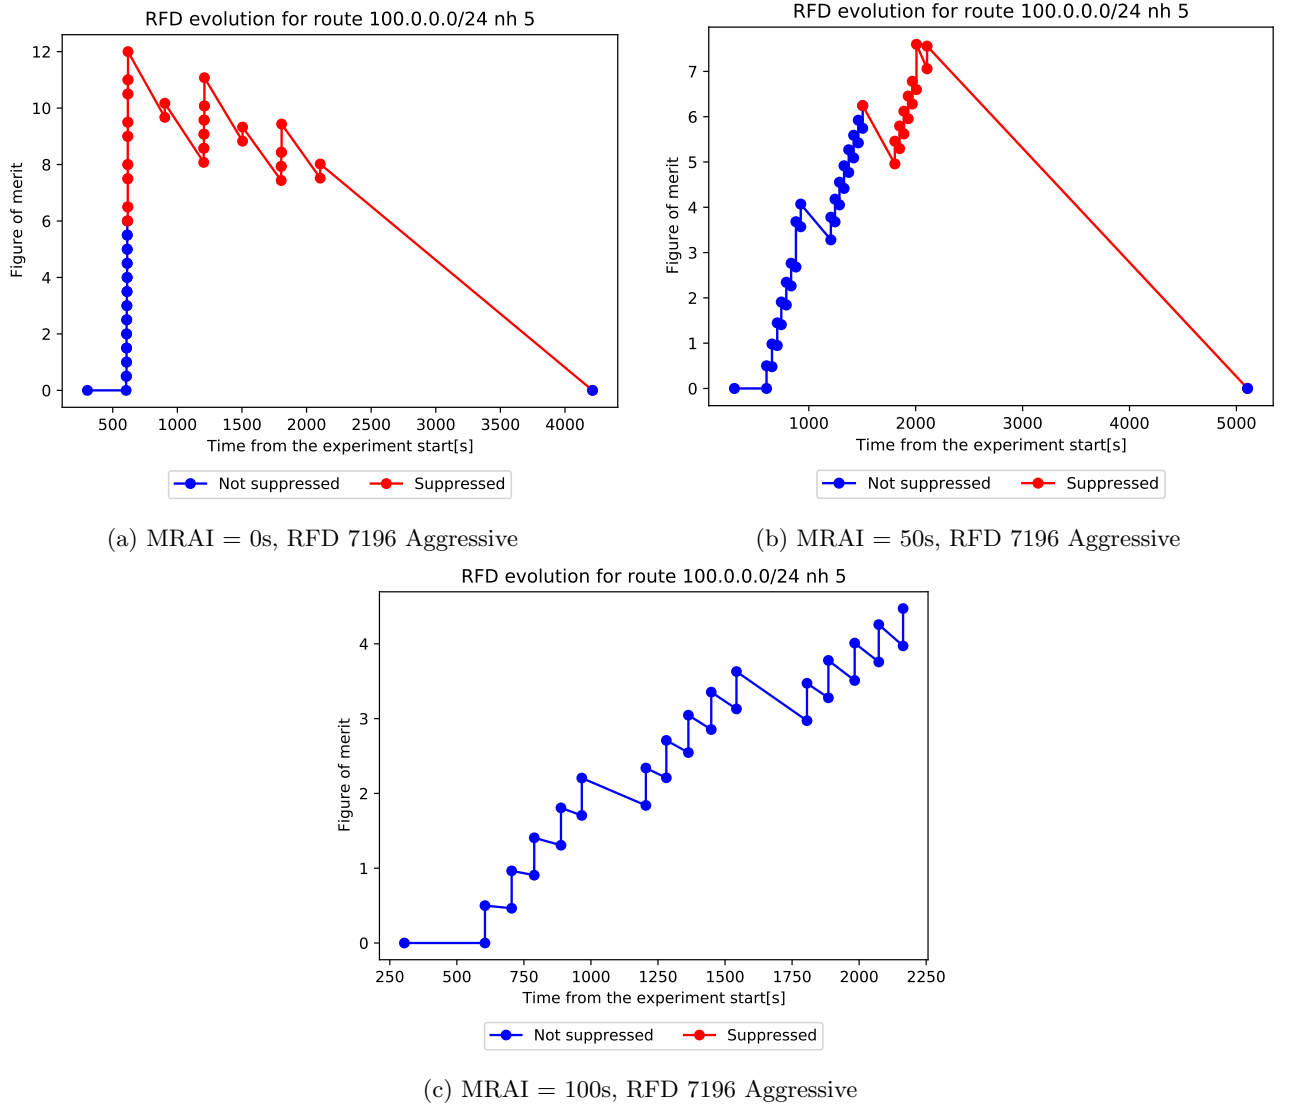 RFD evolution for route 100.0.0.0/24 nh 5
12
10
8
6
4
2
0
Figure of merit
500 1000 1500 2000 2500 3000 3500 4000
Time from the experiment start[s]
Not suppressed Suppressed
(a) MRAI = 0s, RFD 7196 Aggressive
RFD evolution for route 100.0.0.0/24 nh 5
7
6
5
4
3
2
1
0
Figure of merit
1000 2000 3000 4000 5000
Time from the experiment start[s]
Not suppressed Suppressed
(b) MRAI = 50s, RFD 7196 Aggressive
RFD evolution for route 100.0.0.0/24 nh 5
4
3
2
1
0
Figure of merit
250 500 750 1000 1250 1500 1750 2000 2250
Time from the experiment start[s]
Not suppressed Suppressed
(c) MRAI = 100s, RFD 7196 Aggressive